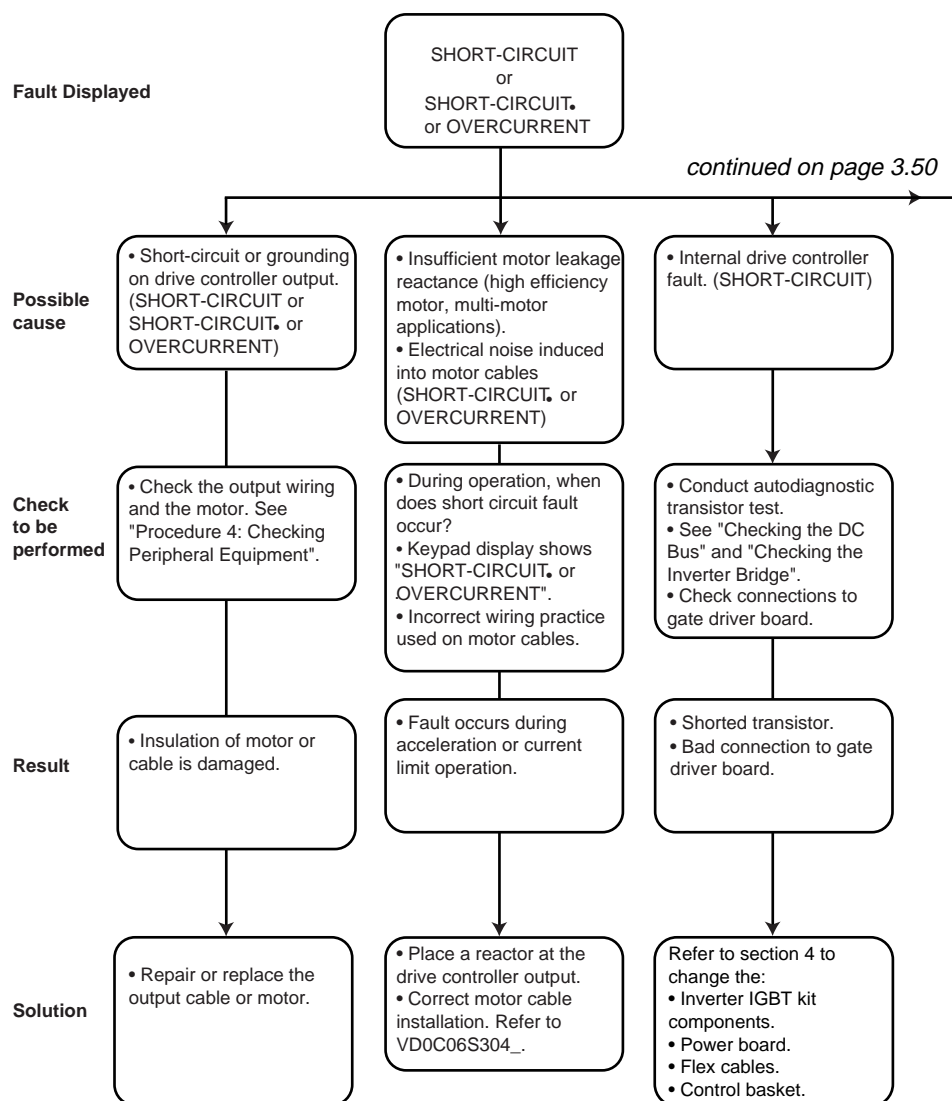 Fault Displayed
SHORT-CIRCUIT
or
SHORT-CIRCUIT•
or OVERCURRENT
continued on page 3.50
Possible
cause
• Short-circuit or grounding
on drive controller output.
(SHORT-CIRCUIT or
SHORT-CIRCUIT• or
OVERCURRENT)
• Insufficient motor leakage
reactance (high efficiency
motor, multi-motor
applications).
• Electrical noise induced
into motor cables
(SHORT-CIRCUIT• or
OVERCURRENT)
• Internal drive controller
fault. (SHORT-CIRCUIT)
Check
to be
performed
• Check the output wiring
and the motor. See
"Procedure 4: Checking
Peripheral Equipment".
• During operation, when
does short circuit fault
occur?
• Keypad display shows
"SHORT-CIRCUIT• or
.OVERCURRENT".
• Incorrect wiring practice
used on motor cables.
• Conduct autodiagnostic
transistor test.
• See "Checking the DC
Bus" and "Checking the
Inverter Bridge".
• Check connections to
gate driver board.
Result
• Insulation of motor or
cable is damaged.
• Fault occurs during
acceleration or current
limit operation.
• Shorted transistor.
• Bad connection to gate
driver board.
Solution
• Repair or replace the
output cable or motor.
• Place a reactor at the
drive controller output.
• Correct motor cable
installation. Refer to
VD0C06S304_.
Refer to section 4 to
change the:
• Inverter IGBT kit
components.
• Power board.
• Flex cables.
• Control basket.